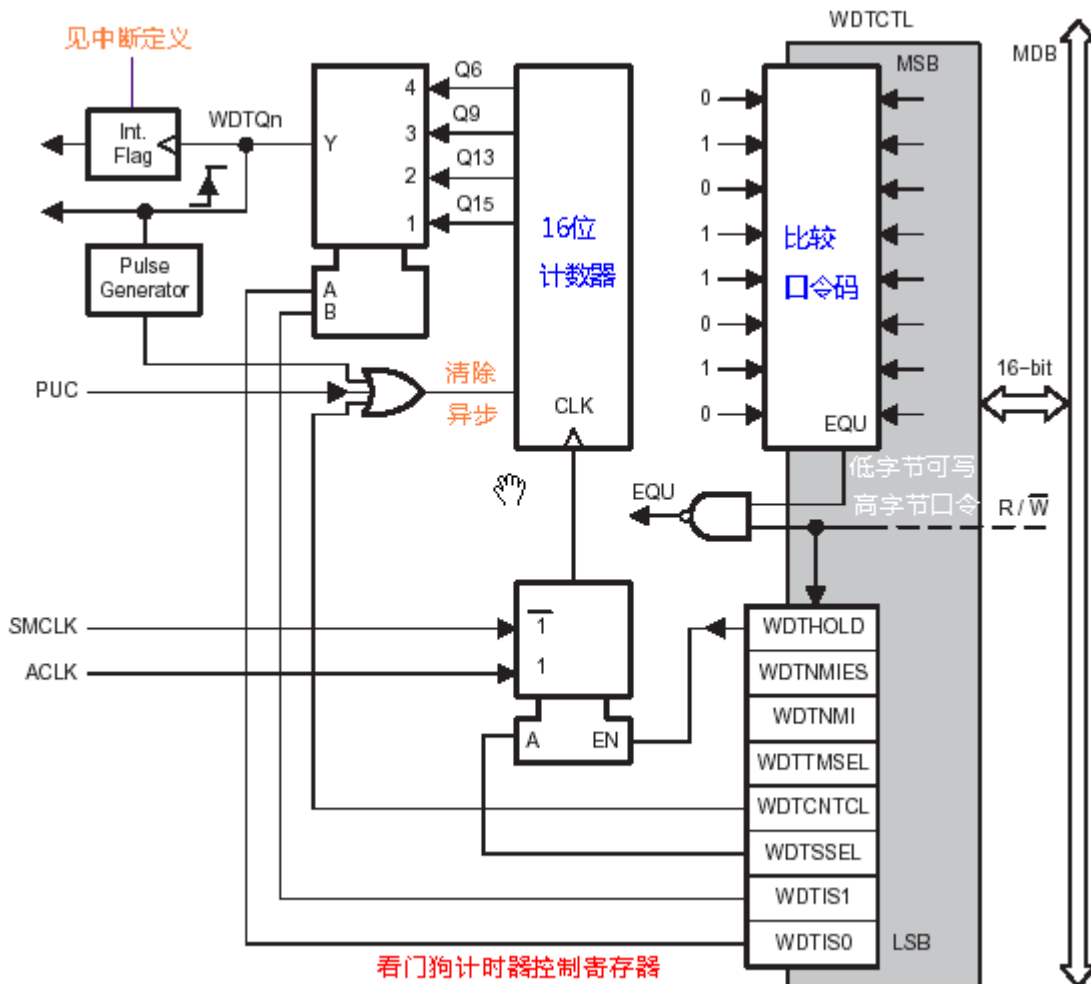 WDTCTL
见中断定义
MSB
MDB
Int.
Flag
WDTQn
Y
4
3
2
1
Q6
Q9
Q13
Q15
16位
计数器
0
1
0
1
1
0
1
0
比较
口令码
EQU
Pulse
Generator
A
B
PUC
清除
异步
CLK
16-bit
低字节可写
高字节口令
EQU
R / W̅
SMCLK
ACLK
1̅
1
A
EN
WDTHOLD
WDTNMIES
WDTNMI
WDTTMSEL
WDTCNTCL
WDTSSEL
WDTIS1
WDTIS0
LSB
看门狗计时器控制寄存器